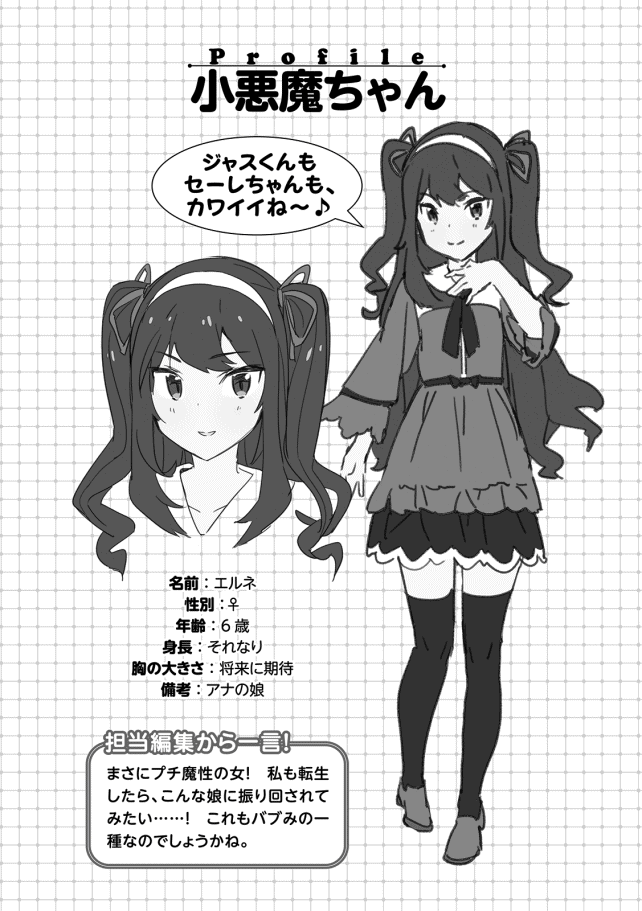 Profile
小悪魔ちゃん
ジャスくんも
セーしちゃんも、
カワイイね～♪
名前：エルネ
性別：♀
年齢：6歳
身長：それなり
胸の大きさ：将来に期待
備考：アナの娘
担当編集から一言！
まさにプチ魔性の女！　私も転生
したら、こんな娘に振り回されて
みたい……！　これもバブみの一
種なのでしょうかね。